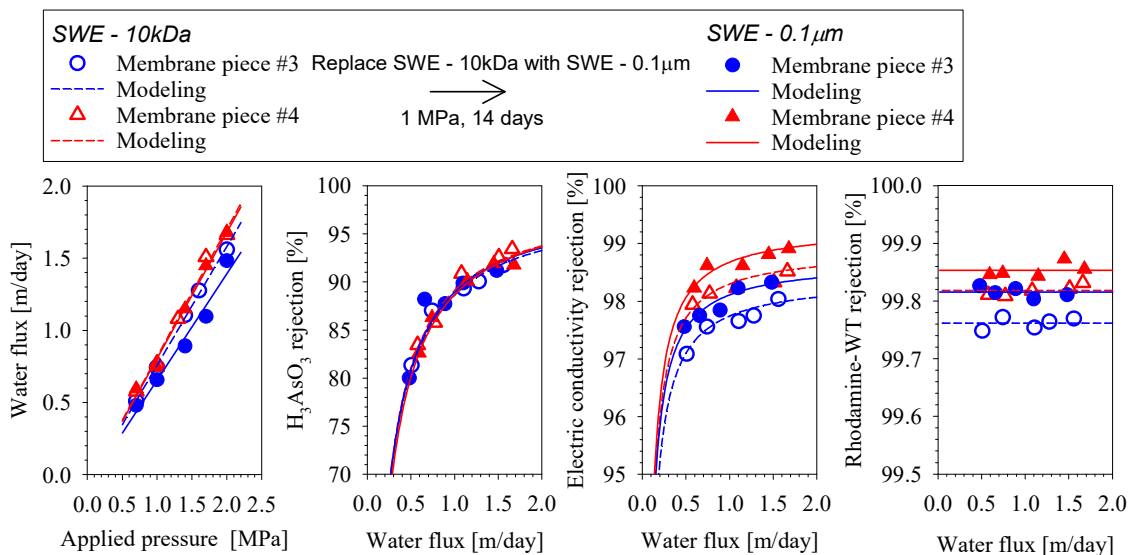 SWE - 10kDa
Membrane piece #3
Modeling
Membrane piece #4
Modeling
Replace SWE - 10kDa with SWE - 0.1μm
1 MPa, 14 days
SWE - 0.1μm
Membrane piece #3
Modeling
Membrane piece #4
Modeling
Water flux [m/day]
2.0
1.5
1.0
0.5
0.0
0.0 0.5 1.0 1.5 2.0 2.5
Applied pressure [MPa]
H3AsO3 rejection [%]
100
95
90
85
80
75
70
0.0 0.5 1.0 1.5 2.0
Water flux [m/day]
Electric conductivity rejection [%]
100
99
98
97
96
95
0.0 0.5 1.0 1.5 2.0
Water flux [m/day]
Rhodamine-WT rejection [%]
100.0
99.9
99.8
99.7
99.6
99.5
0.0 0.5 1.0 1.5 2.0
Water flux [m/day]